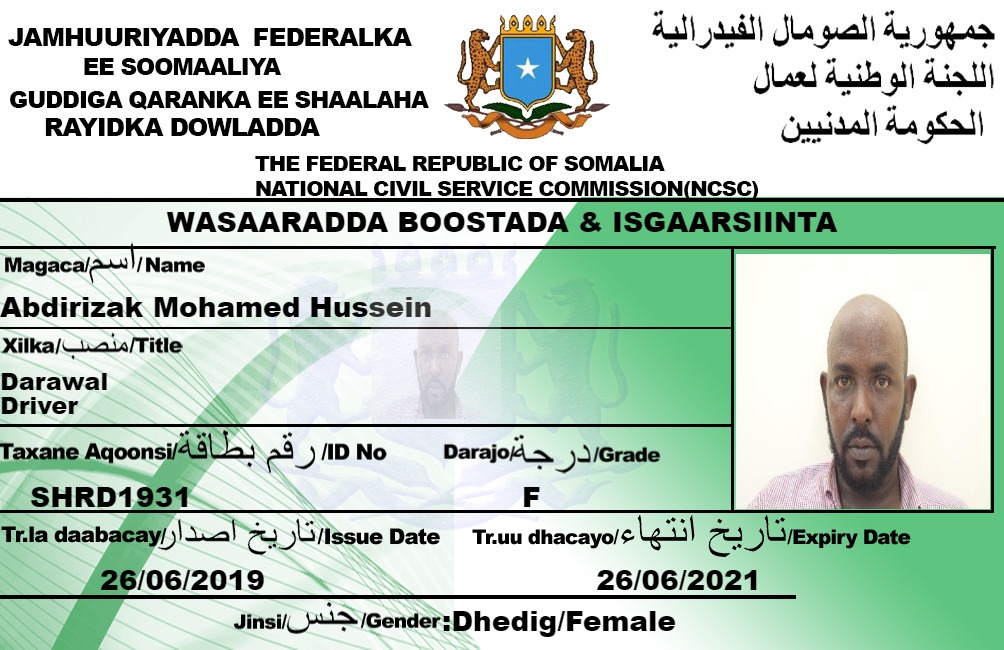 JAMHUURIYADDA FEDERALKA
EE SOOMAALIYA
GUDDIGA QARANKA EE SHAALAHA
RAYIDKA DOWLADDA
جمهورية الصومال الفيدرالية
اللجنة الوطنية لعمال
الحكومة المدنيين
THE FEDERAL REPUBLIC OF SOMALIA
NATIONAL CIVIL SERVICE COMMISSION(NCSC)
WASAARADDA BOOSTADA & ISGAARSIINTA
Magaca/اسم/Name
Abdirizak Mohamed Hussein
Xilka/منصب/Title
Darawal
Driver
Taxane Aqoonsi/رقم بطاقة/ID No
SHRD1931
Darajo/درجة/Grade
F
Tr.la daabacay/تاريخ اصدار/Issue Date
26/06/2019
Tr.uu dhacayo/تاريخ انتهاء/Expiry Date
26/06/2021
Jinsi/جنس/Gender:Dhedig/Female